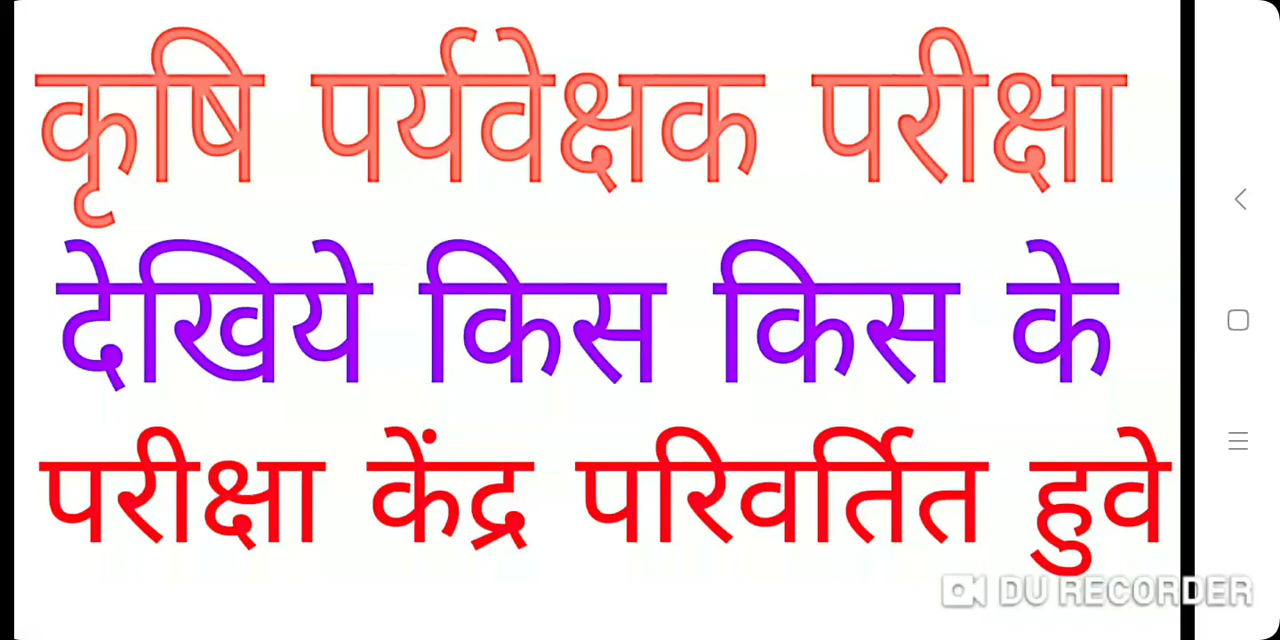 कृषि पर्यवेक्षक परीक्षा
देखिये किस किस के
परीक्षा केंद्र परिवर्तित हुवे
DU RECORDER